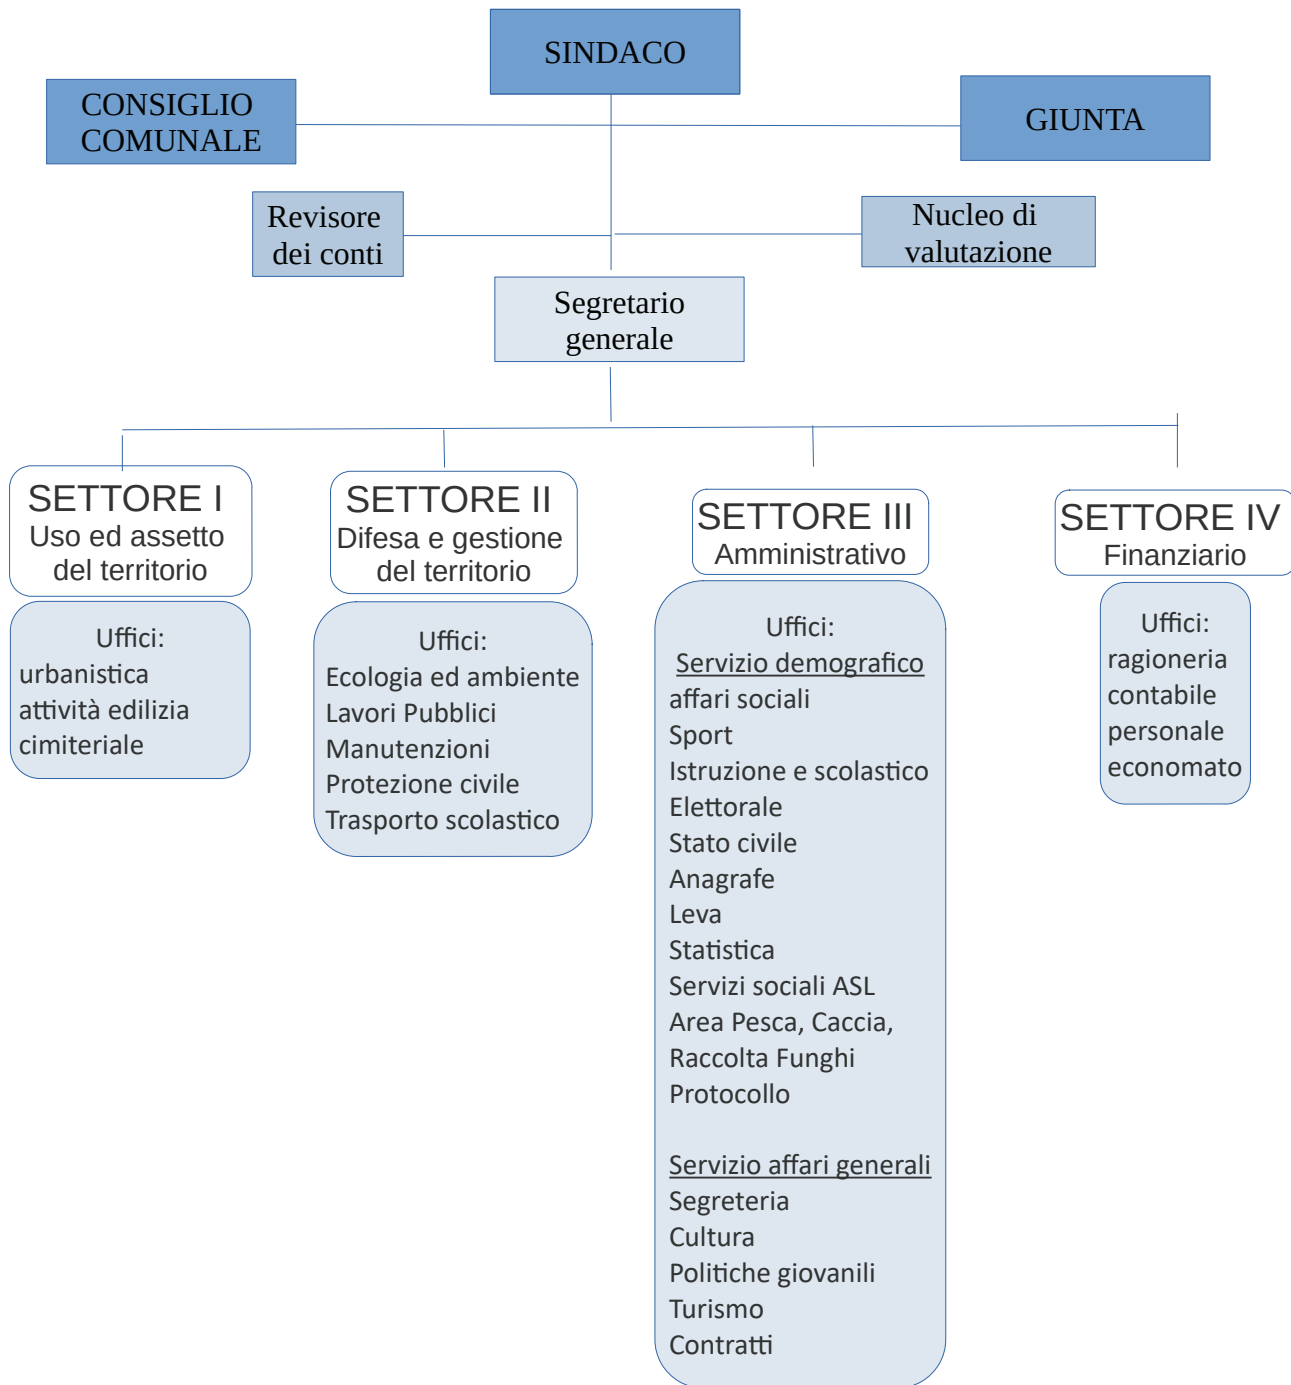 SINDACO
CONSIGLIO
COMUNALE
GIUNTA
Revisore
dei conti
Nucleo di
valutazione
Segretario
generale
SETTORE I
Uso ed assetto
del territorio
Uffici:
urbanistica
attività edilizia
cimiteriale
SETTORE II
Difesa e gestione
del territorio
Uffici:
Ecologia ed ambiente
Lavori Pubblici
Manutenzioni
Protezione civile
Trasporto scolastico
SETTORE III
Amministrativo
Uffici:
Servizio demografico
affari sociali
Sport
Istruzione e scolastico
Elettorale
Stato civile
Anagrafe
Leva
Statistica
Servizi sociali ASL
Area Pesca, Caccia,
Raccolta Funghi
Protocollo
Servizio affari generali
Segreteria
Cultura
Politiche giovanili
Turismo
Contratti
SETTORE IV
Finanziario
Uffici:
ragioneria
contabile
personale
economato